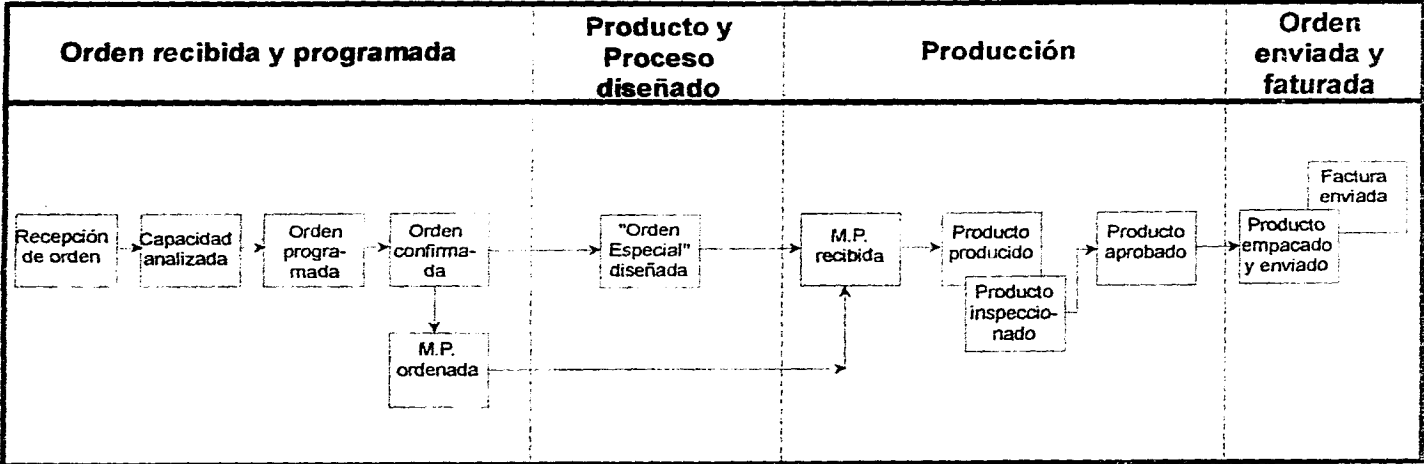 Orden recibida y programada
Producto y
Proceso
diseñado
Producción
Orden
enviada y
faturada
Recepción
de orden
Capacidad
analizada
Orden
progra-
mada
Orden
confirma-
da
M.P.
ordenada
"Orden
Especial"
diseñada
M.P.
recibida
Producto
producido
Producto
inspeccio-
nado
Producto
aprobado
Factura
enviada
Producto
empacado
y enviado